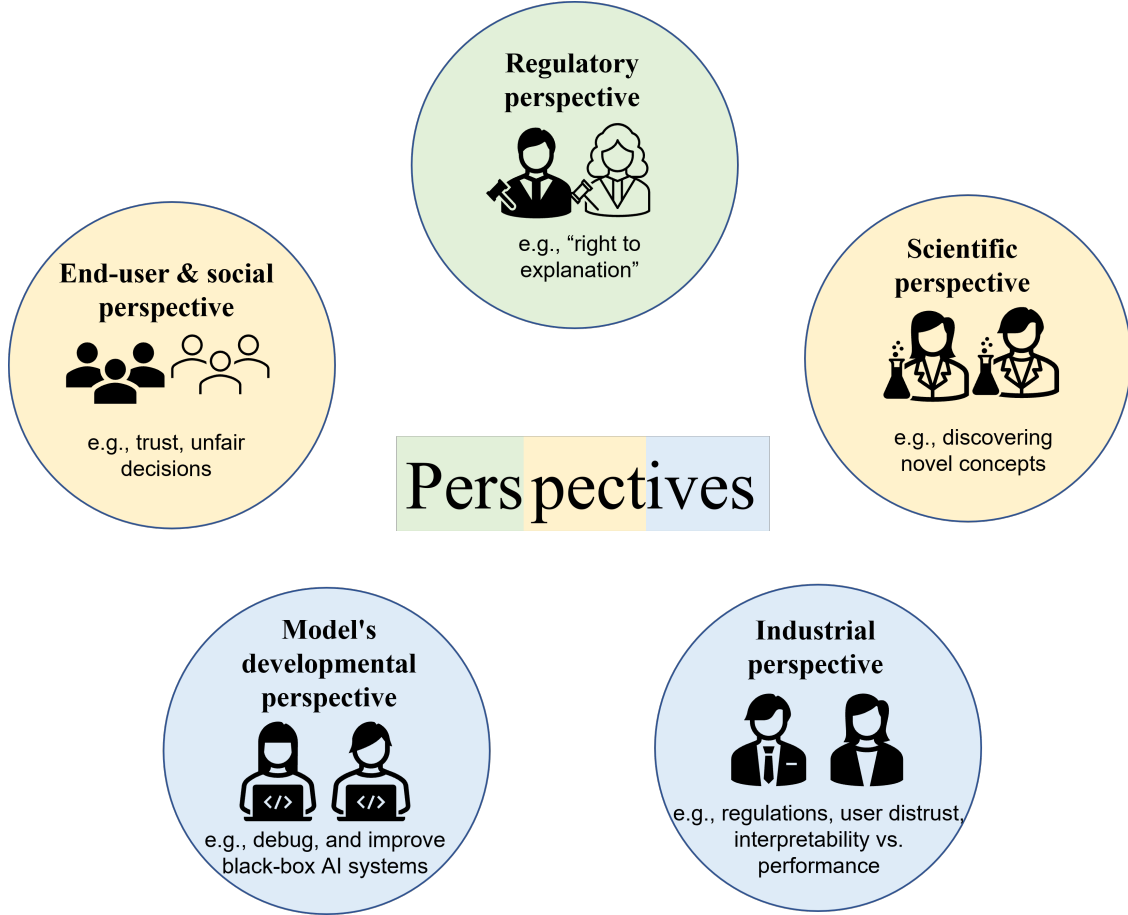 Regulatory
perspective
e.g., “right to
explanation”
End-user & social
perspective
e.g., trust, unfair
decisions
Scientific
perspective
e.g., discovering
novel concepts
Perspectives
Model's
developmental
perspective
</>
</>
e.g., debug, and improve
black-box AI systems
Industrial
perspective
e.g., regulations, user distrust,
interpretability vs.
performance